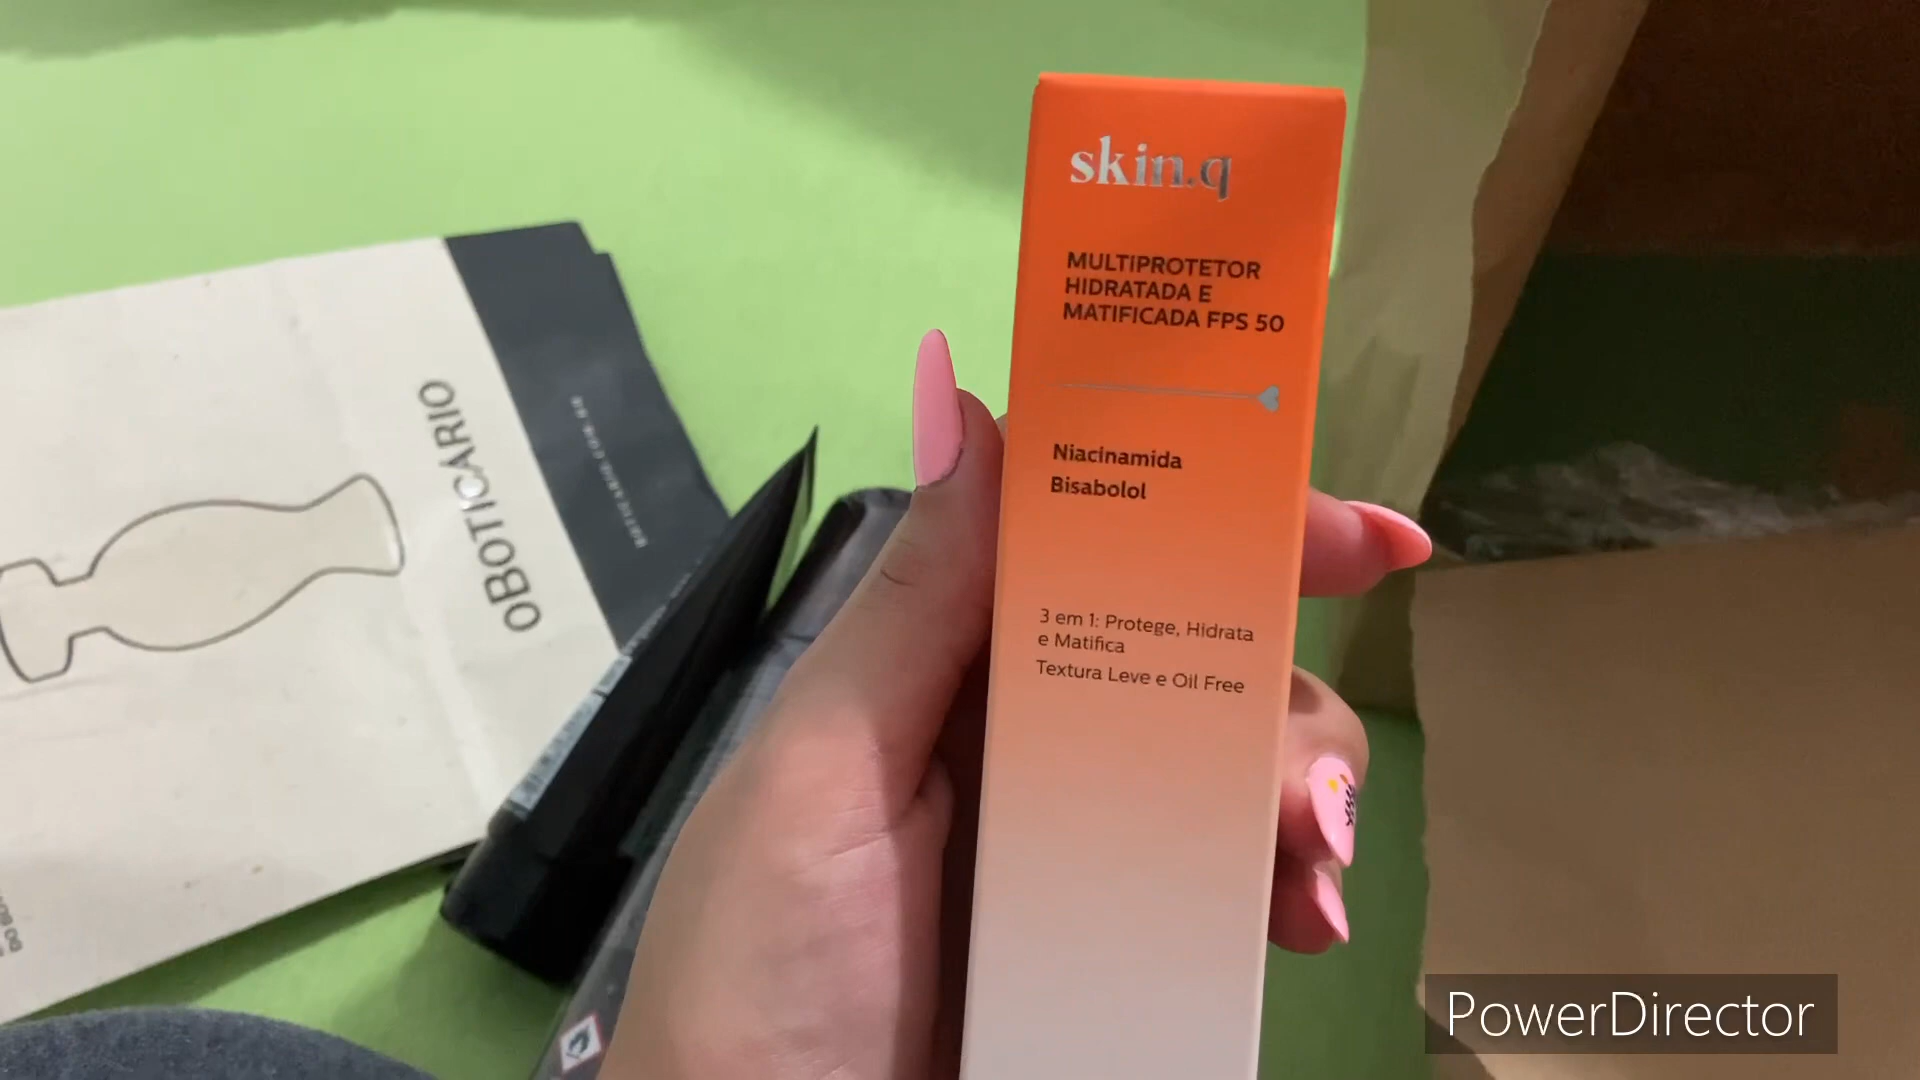 skin.q
MULTIPROTETOR
HIDRATADA E
MATIFICADA FPS 50
Niacinamida
Bisabolol
3 em 1: Protege, Hidrata
e Matifica
Textura Leve e Oil Free
OBOTICÁRIO
PowerDirector